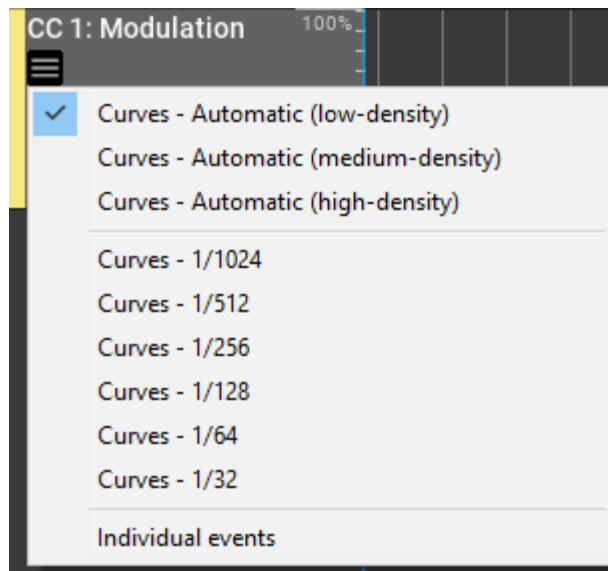 CC 1: Modulation 100%
Curves - Automatic (low-density)
Curves - Automatic (medium-density)
Curves - Automatic (high-density)
Curves - 1/1024
Curves - 1/512
Curves - 1/256
Curves - 1/128
Curves - 1/64
Curves - 1/32
Individual events